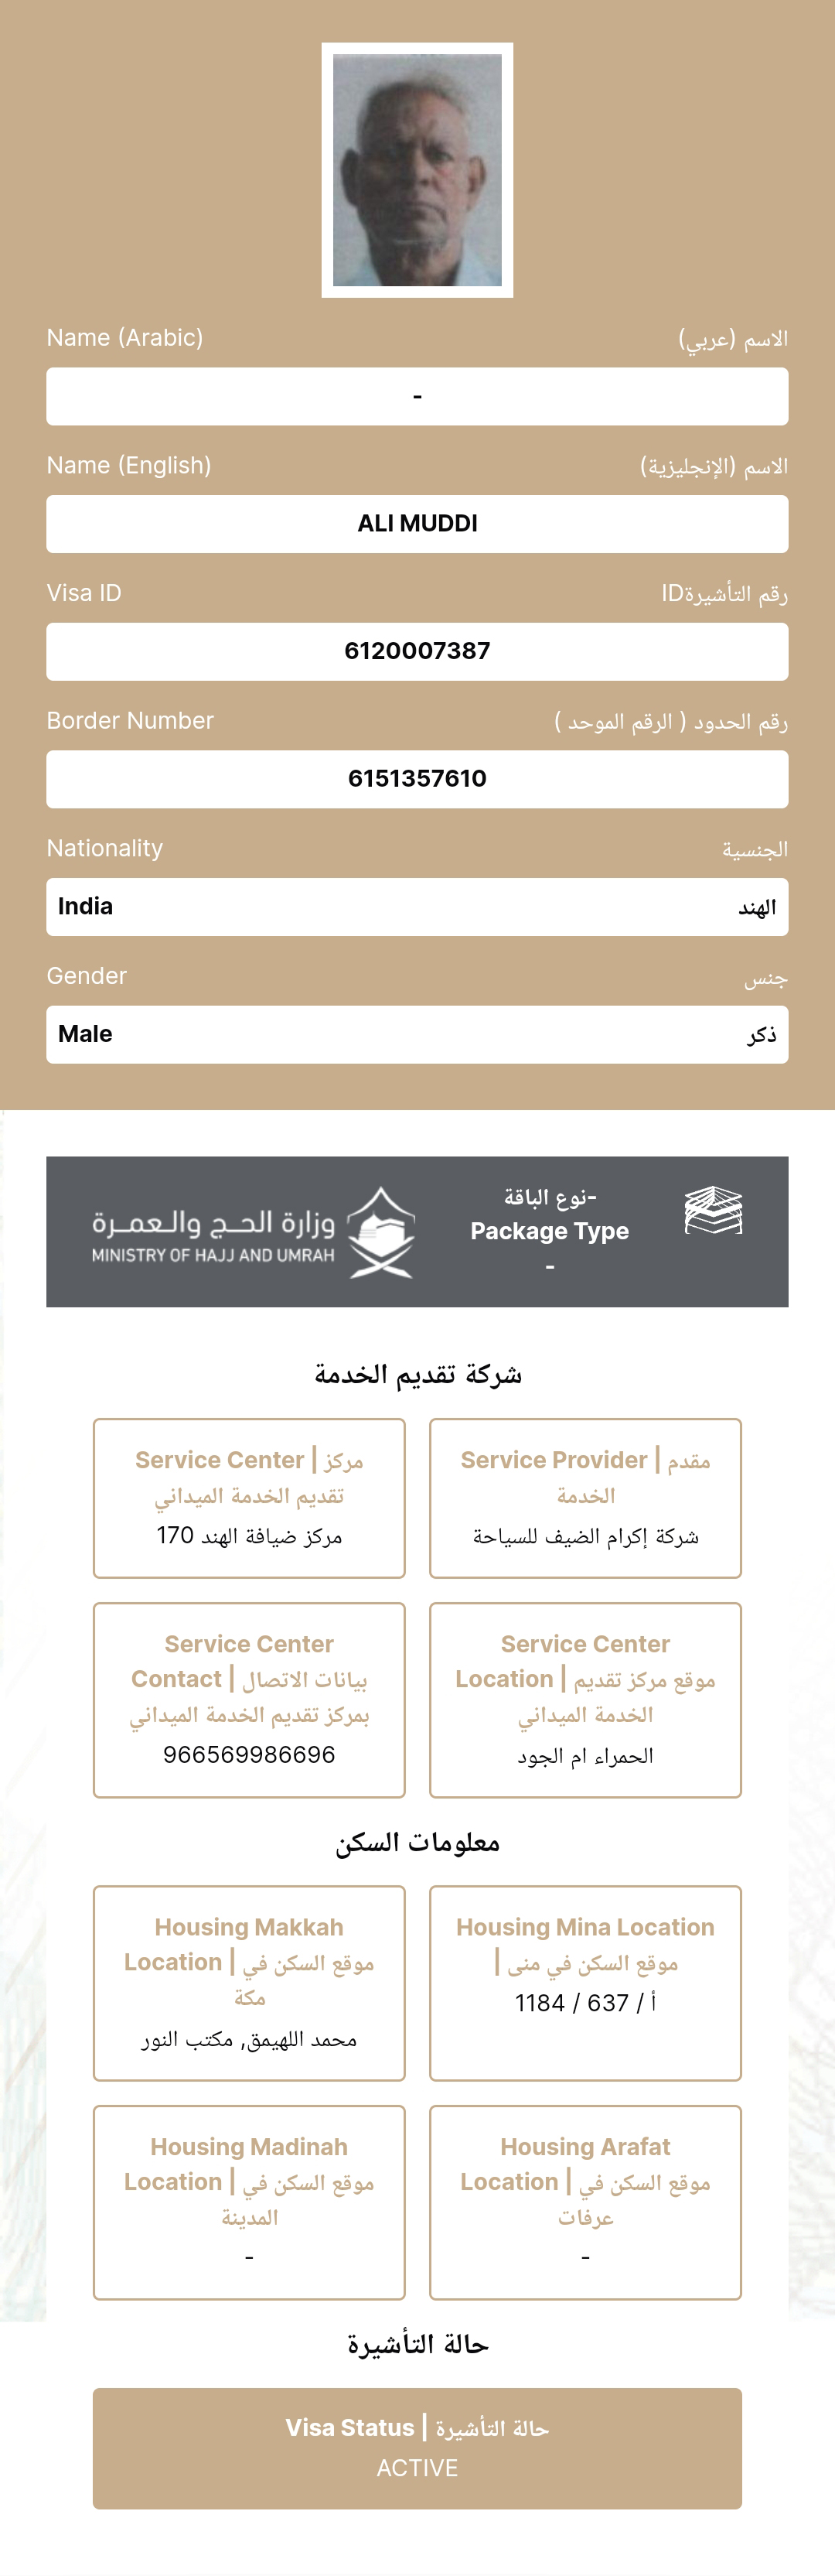 Name (Arabic) الاسم (عربي)
-
Name (English) الاسم (الإنجليزية)
ALI MUDDI
Visa ID رقم التأشيرةID
6120007387
Border Number رقم الحدود ( الرقم الموحد )
6151357610
Nationality الجنسية
India الهند
Gender جنس
Male ذكر
وزارة الحج والعمرة
MINISTRY OF HAJJ AND UMRAH
نوع الباقة-
Package Type
-
شركة تقديم الخدمة
Service Center | مركز
تقديم الخدمة الميداني
مركز ضيافة الهند 170
Service Provider | مقدم
الخدمة
شركة إكرام الضيف للسياحة
Service Center
Contact | بيانات الاتصال
بمركز تقديم الخدمة الميداني
966569986696
Service Center
Location | موقع مركز تقديم
الخدمة الميداني
الحمراء ام الجود
معلومات السكن
Housing Makkah
Location | موقع السكن في
مكة
محمد اللهيمق, مكتب النور
Housing Mina Location
| موقع السكن في منى
أ / 637 / 1184
Housing Madinah
Location | موقع السكن في
المدينة
-
Housing Arafat
Location | موقع السكن في
عرفات
-
حالة التأشيرة
Visa Status | حالة التأشيرة
ACTIVE